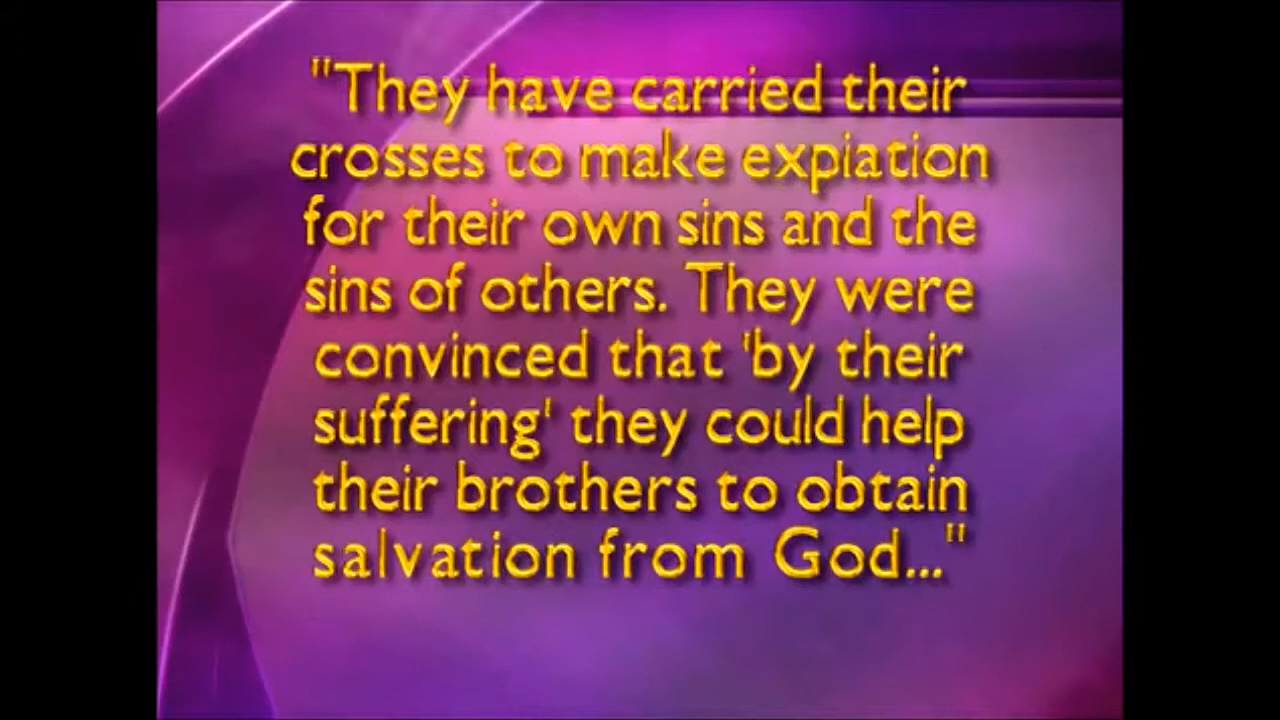 "They have carried their
crosses to make expiation
for their own sins and the
sins of others. They were
convinced that 'by their
suffering' they could help
their brothers to obtain
salvation from God..."